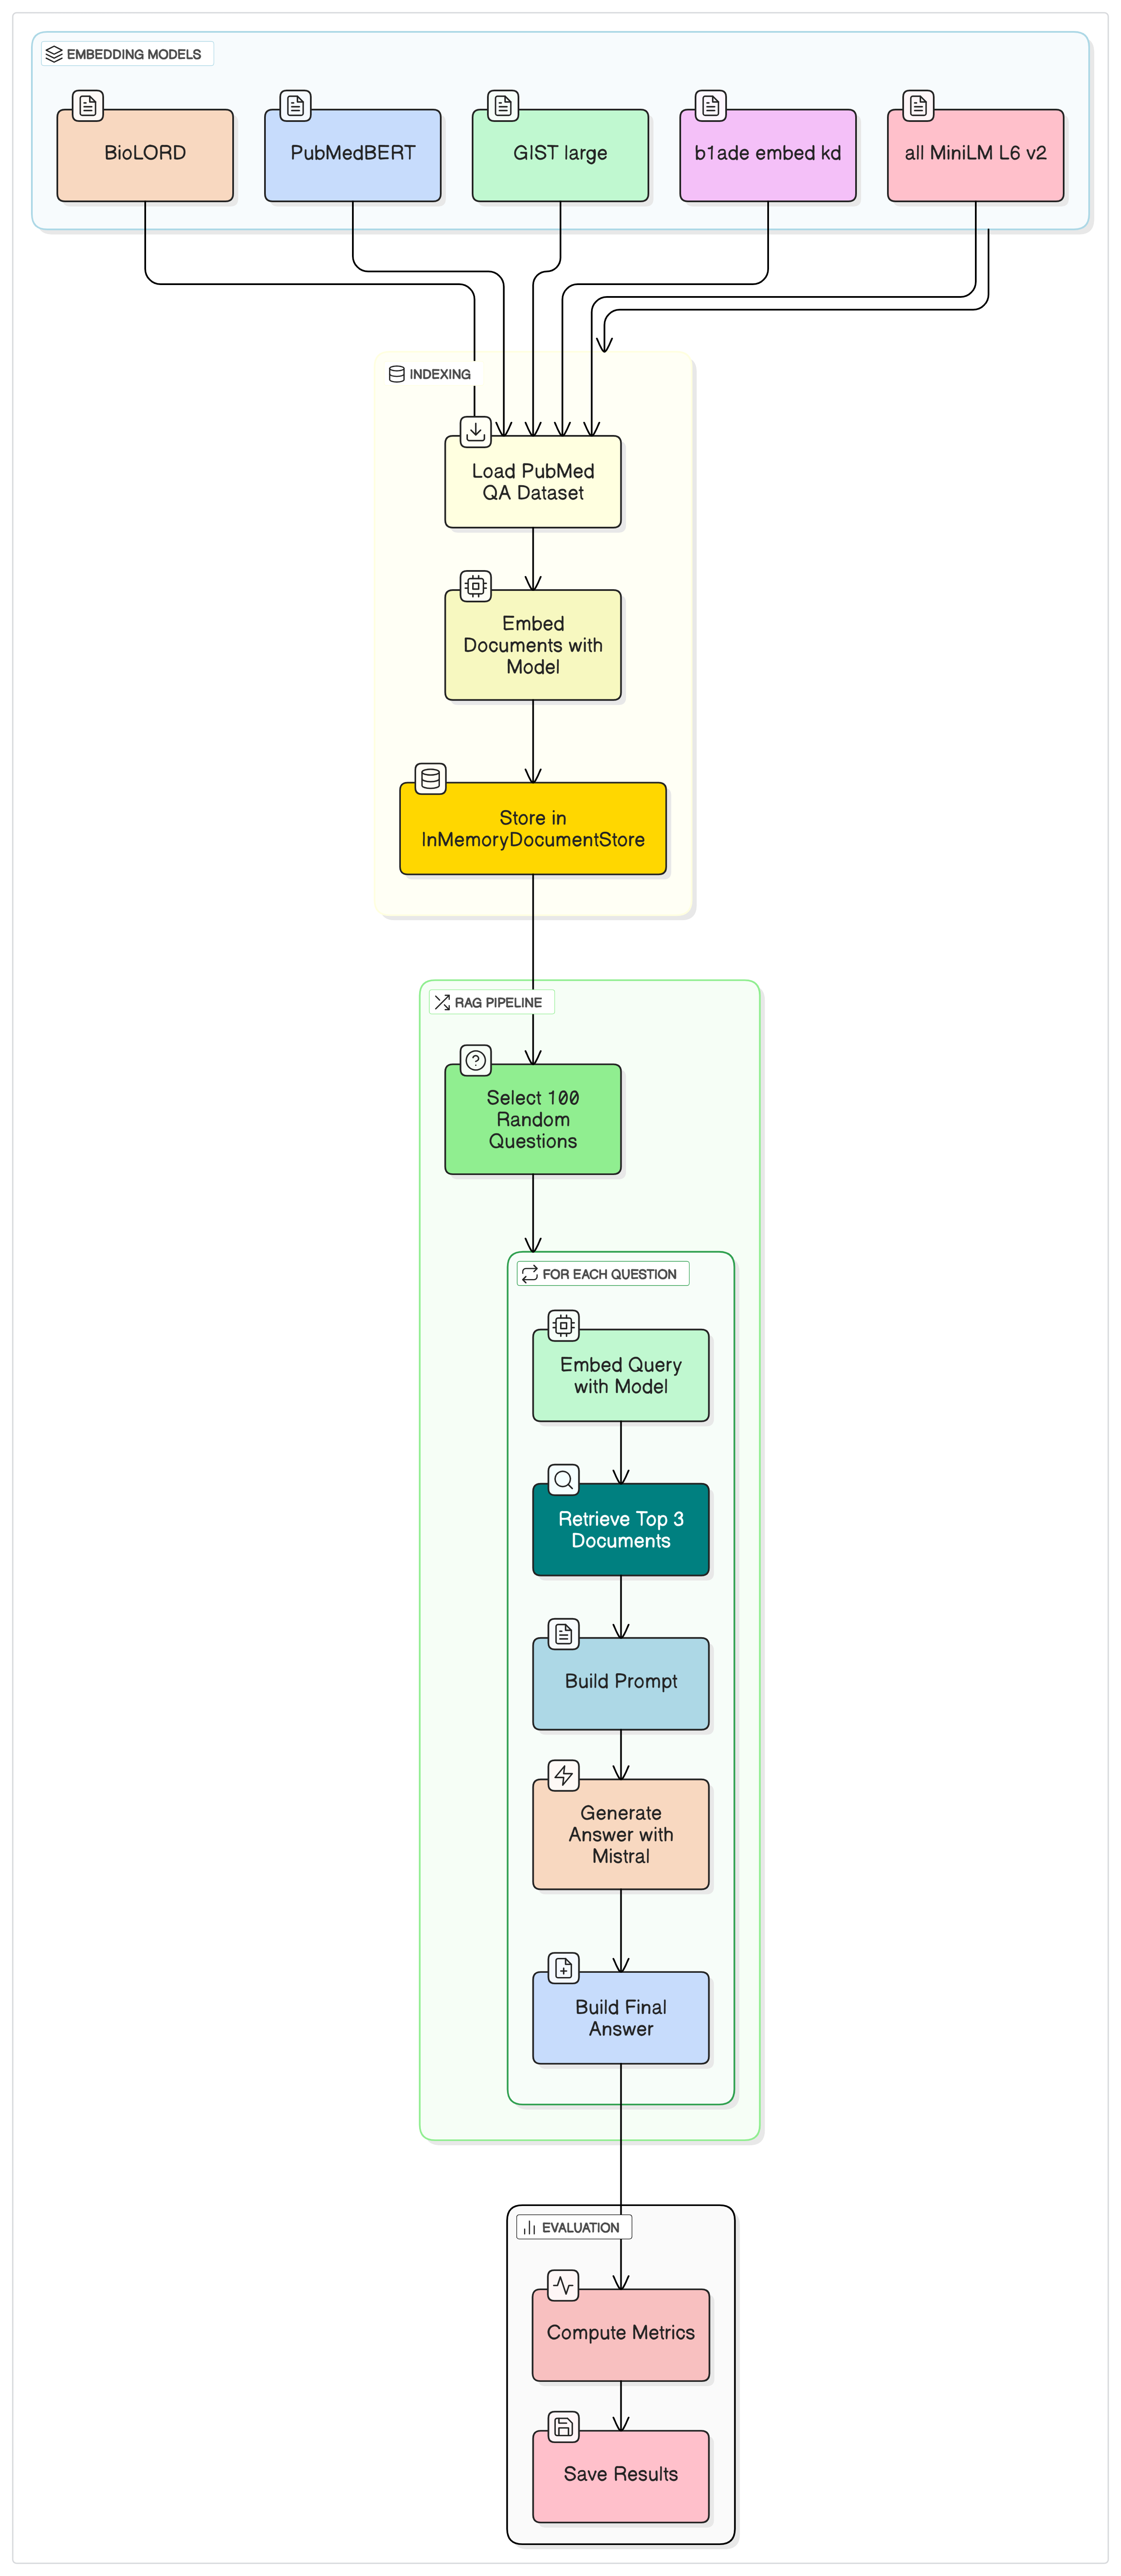 EMBEDDING MODELS
BioLORD
PubMedBERT
GIST large
b1ade embed kd
all MiniLM L6 v2
INDEXING
Load PubMed
QA Dataset
Embed
Documents with
Model
Store in
InMemoryDocumentStore
RAG PIPELINE
Select 100
Random
Questions
FOR EACH QUESTION
Embed Query
with Model
Retrieve Top 3
Documents
Build Prompt
Generate
Answer with
Mistral
Build Final
Answer
EVALUATION
Compute Metrics
Save Results